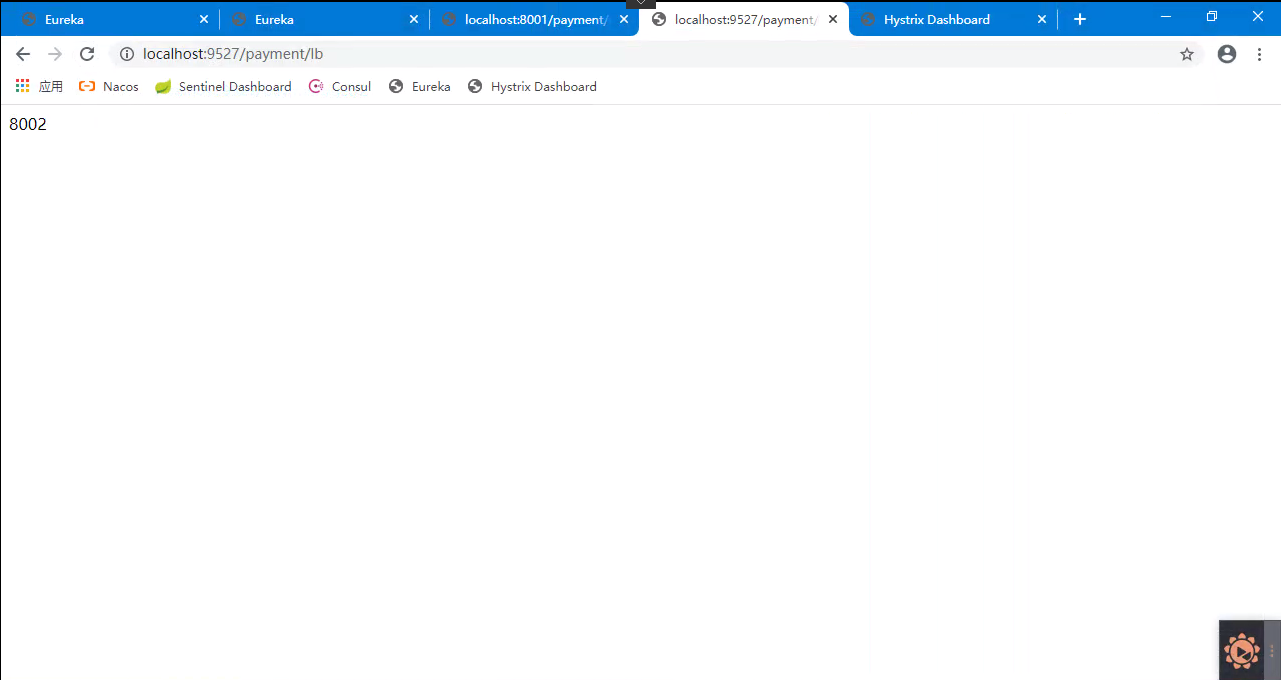 Eureka
Eureka
localhost:8001/payment/
localhost:9527/payment/
Hystrix Dashboard
localhost:9527/payment/lb
应用 Nacos Sentinel Dashboard Consul Eureka Hystrix Dashboard
8002